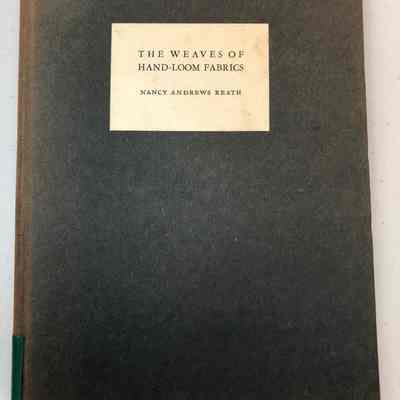 THE WEAVES OF
HAND-LOOM FABRICS
NANCY ANDREWS REATH